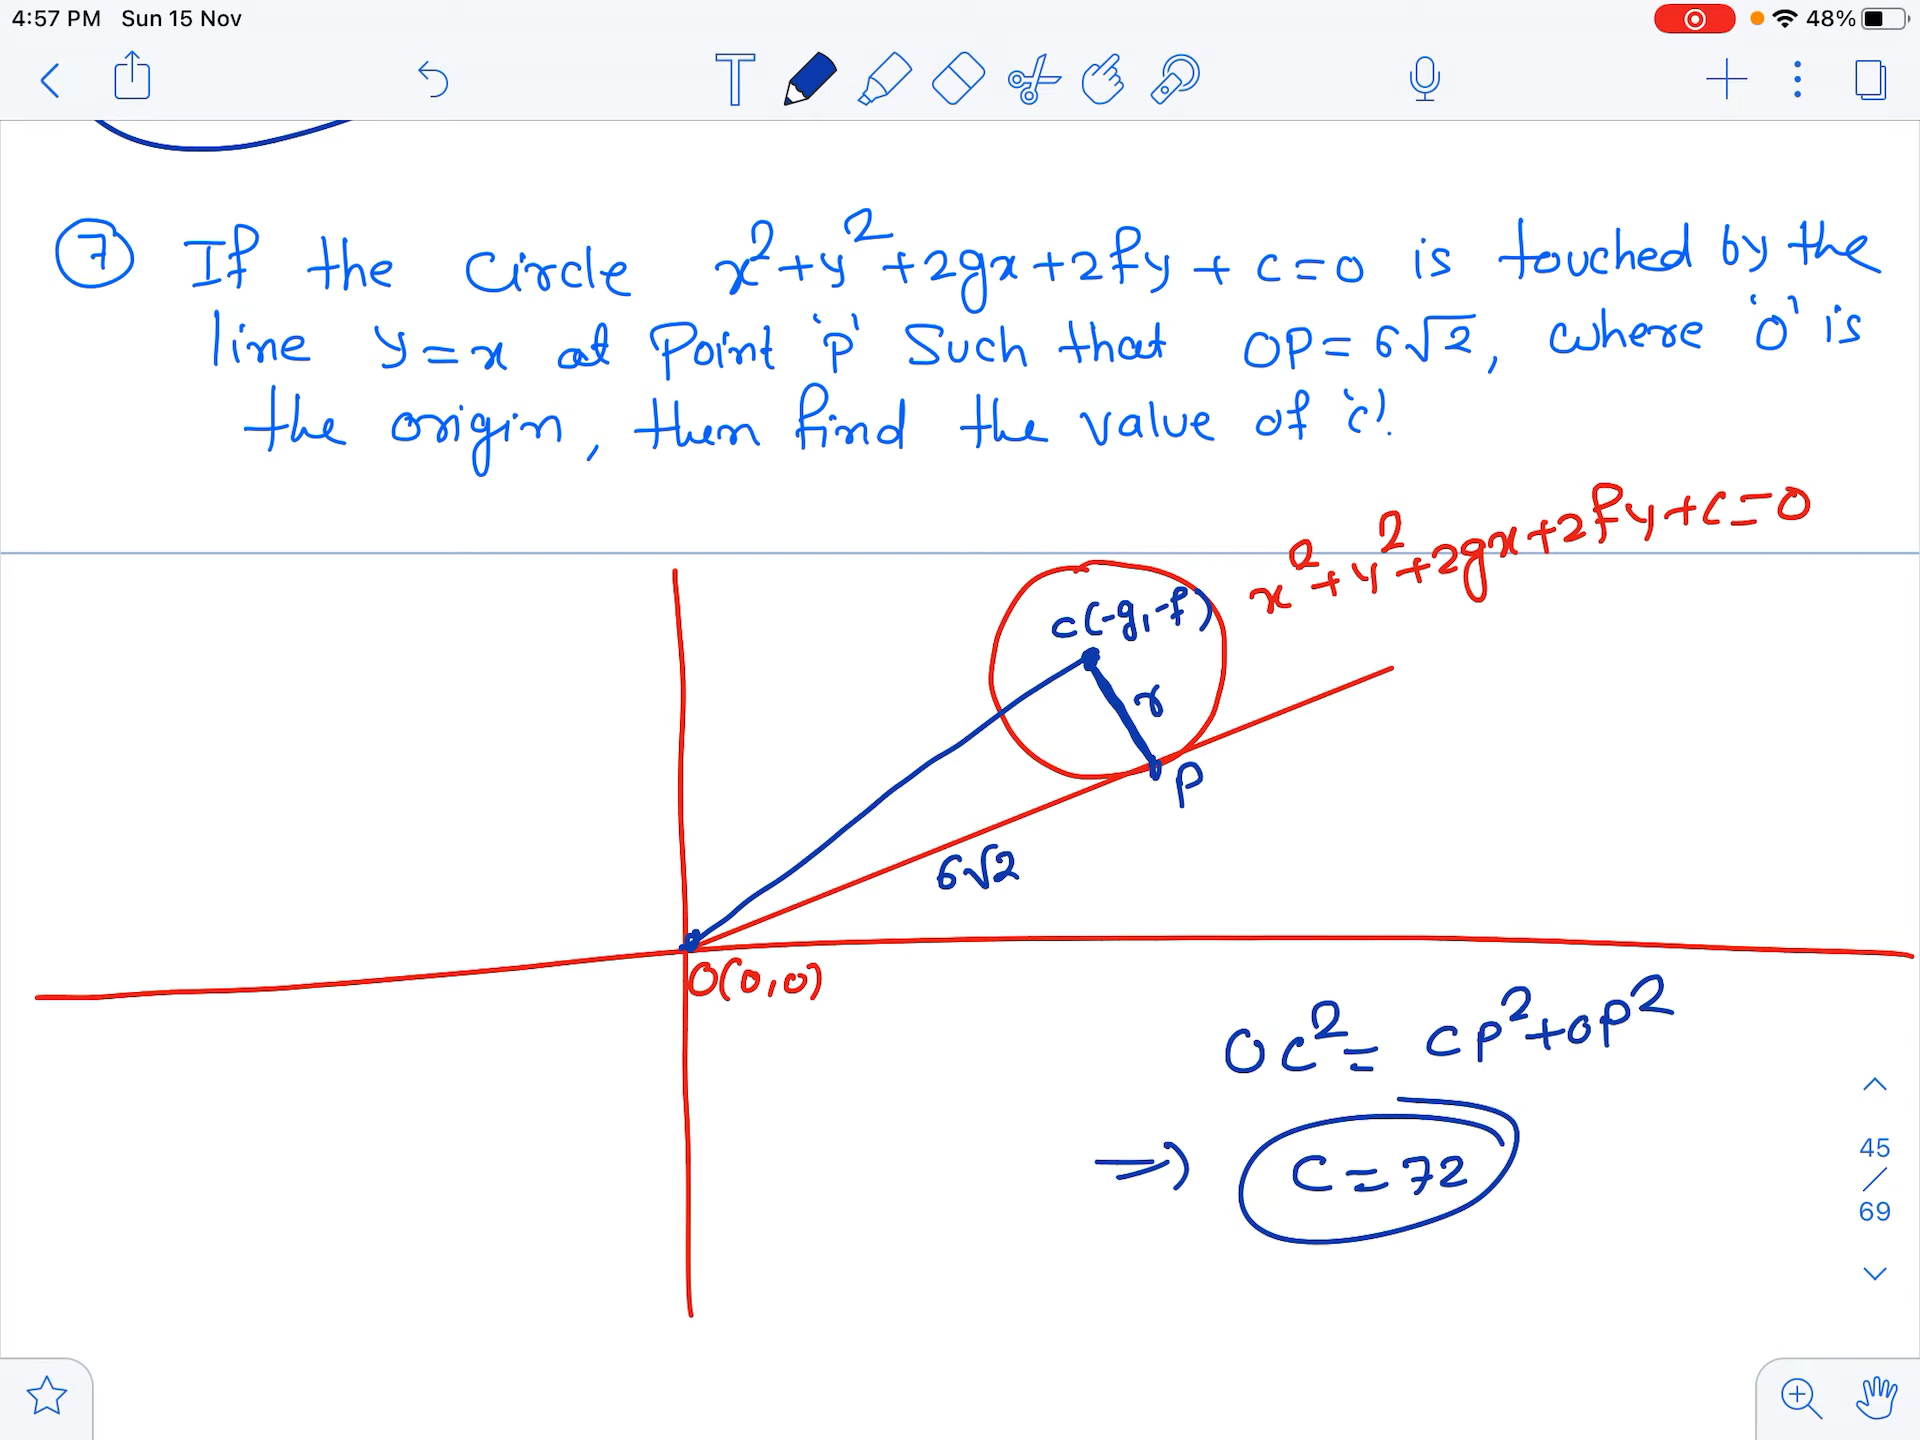 4:57 PM Sun 15 Nov
48%
T
7 If the circle x²+y²+2gx+2fy+c=0 is touched by the
line y=x at Point 'P' Such that OP=6√2, where 'O' is
the origin, then find the value of 'c'.
x²+y²+2gx+2fy+c=0
C(-g,-f)
r
P
6√2
O(0,0)
OC²= CP²+OP²
=> C=72
45
/
69